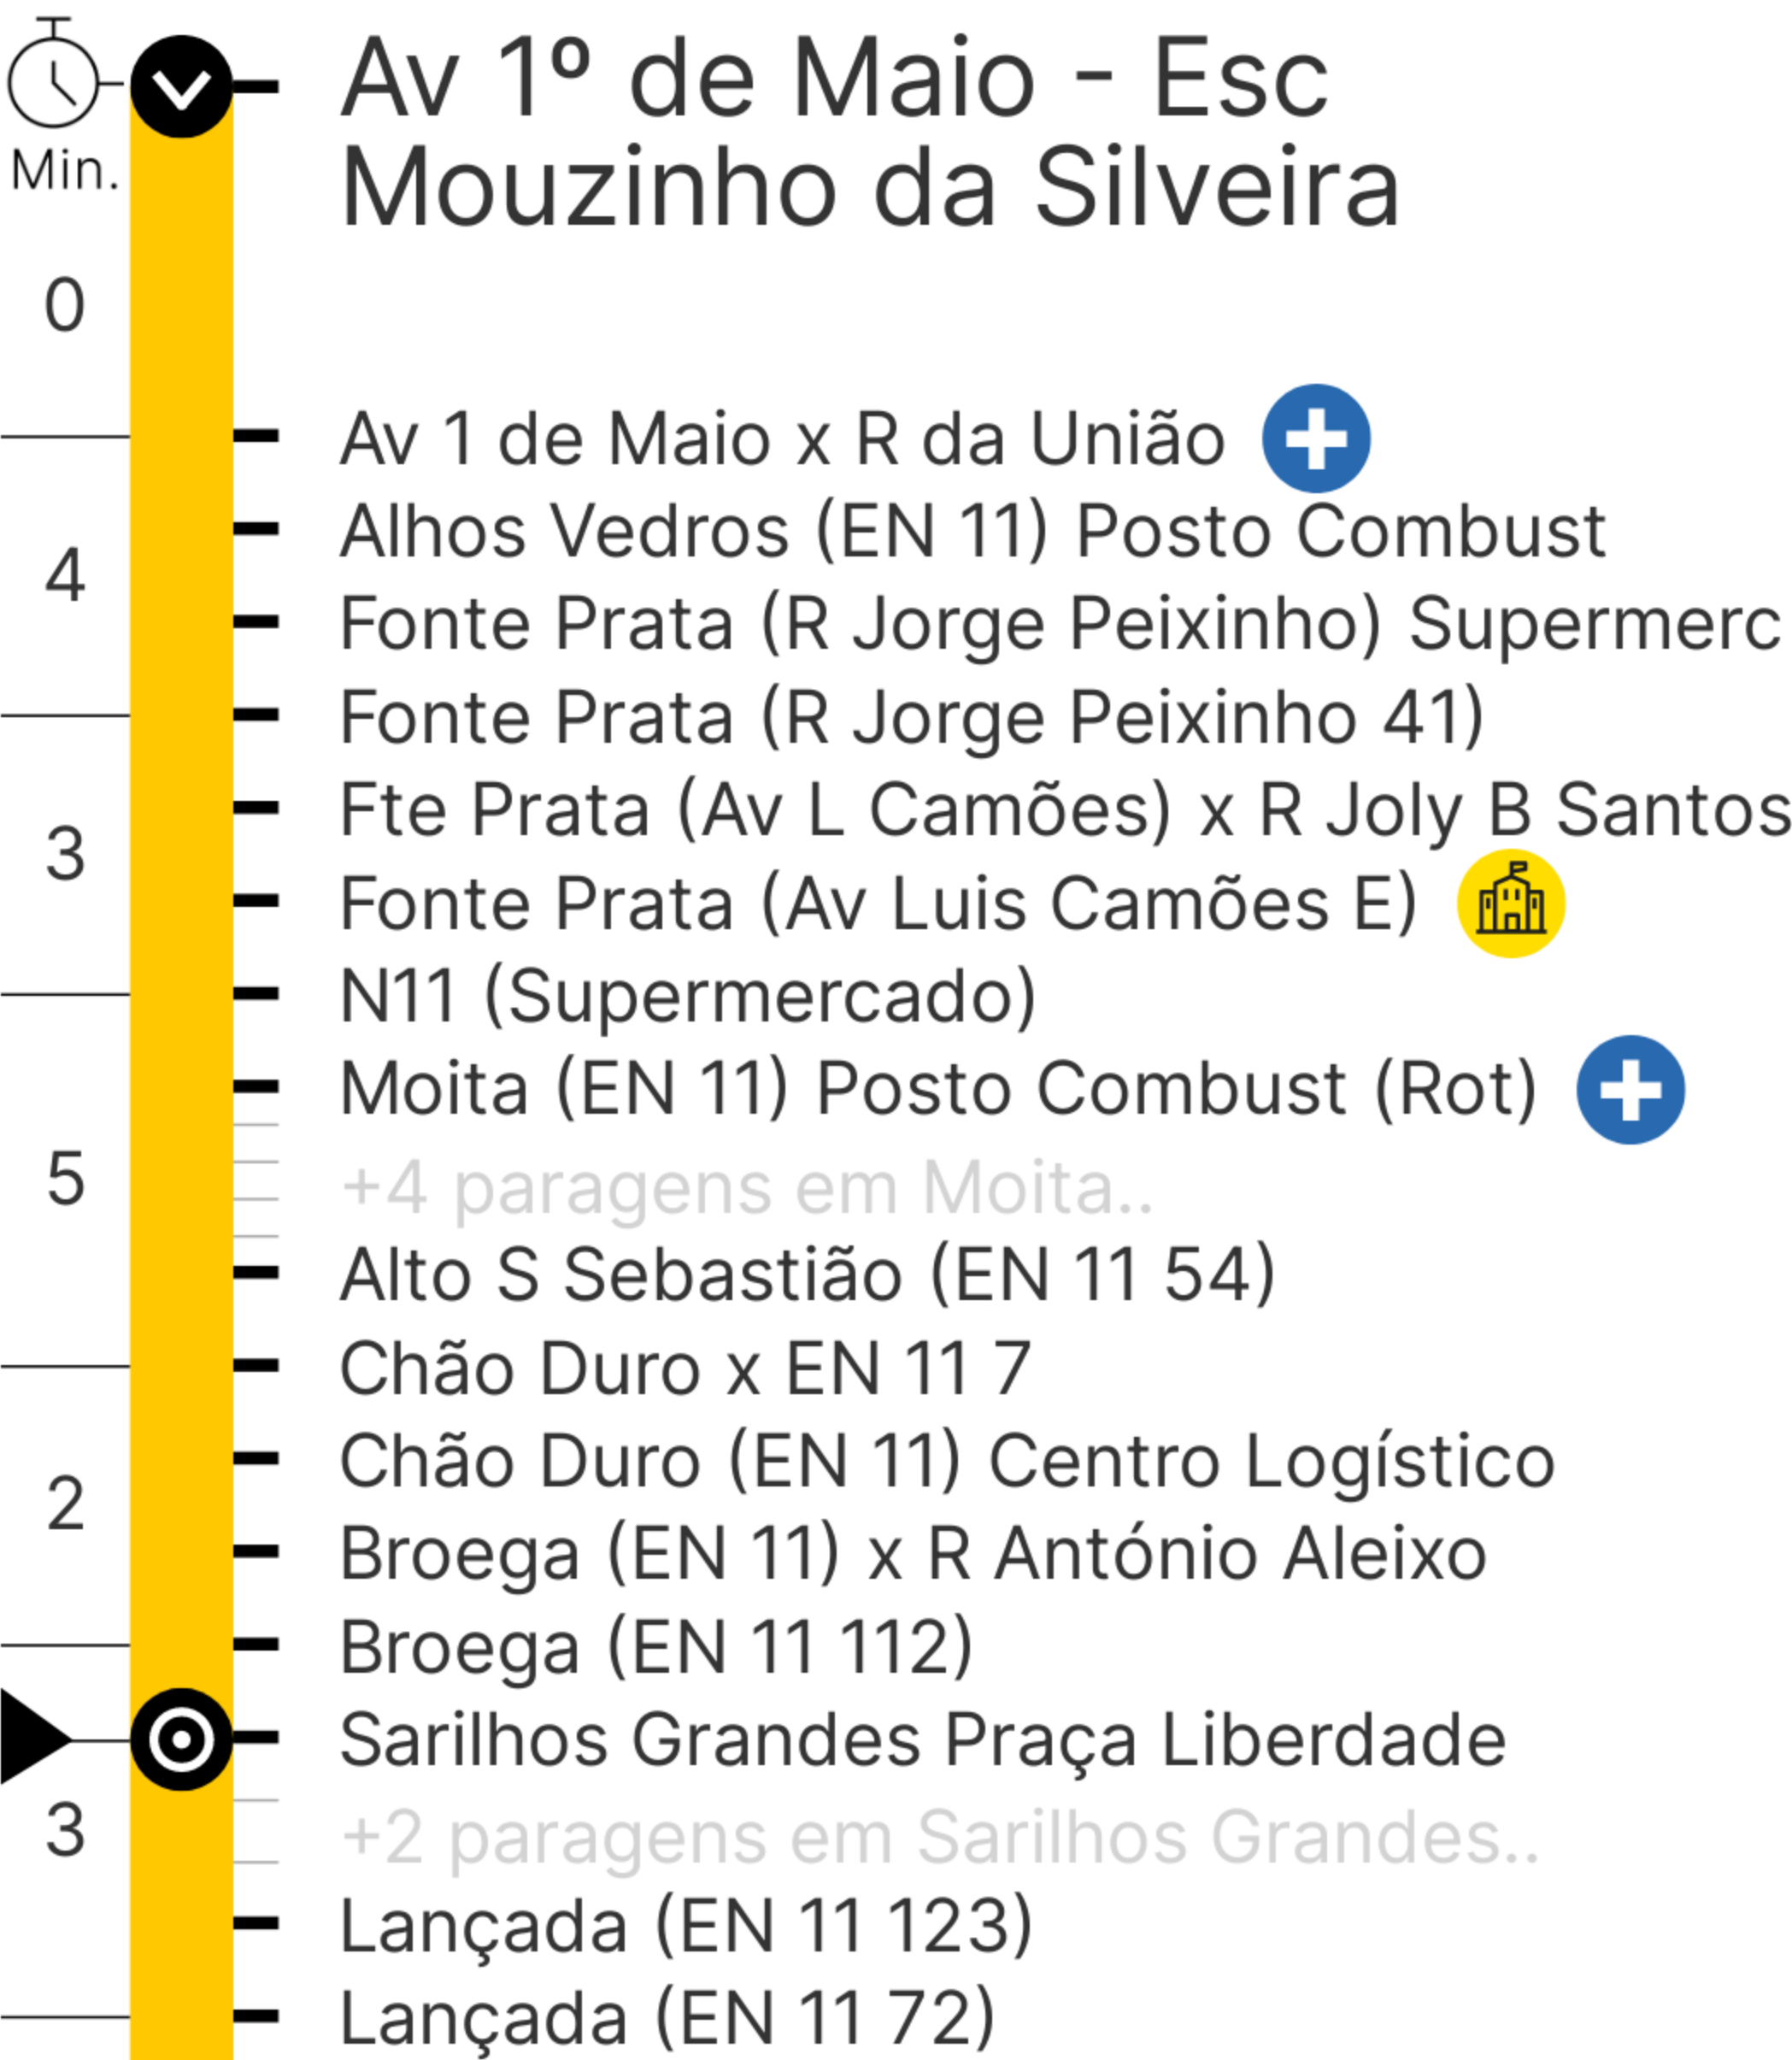 Av 1º de Maio - Esc
Mouzinho da Silveira
Min.
0
Av 1 de Maio x R da União
Alhos Vedros (EN 11) Posto Combust
4
Fonte Prata (R Jorge Peixinho) Supermerc
Fonte Prata (R Jorge Peixinho 41)
Fte Prata (Av L Camões) x R Joly B Santos
3
Fonte Prata (Av Luis Camões E)
N11 (Supermercado)
Moita (EN 11) Posto Combust (Rot)
5
+4 paragens em Moita..
Alto S Sebastião (EN 11 54)
Chão Duro x EN 11 7
Chão Duro (EN 11) Centro Logístico
2
Broega (EN 11) x R António Aleixo
Broega (EN 11 112)
Sarilhos Grandes Praça Liberdade
3
+2 paragens em Sarilhos Grandes..
Lançada (EN 11 123)
Lançada (EN 11 72)